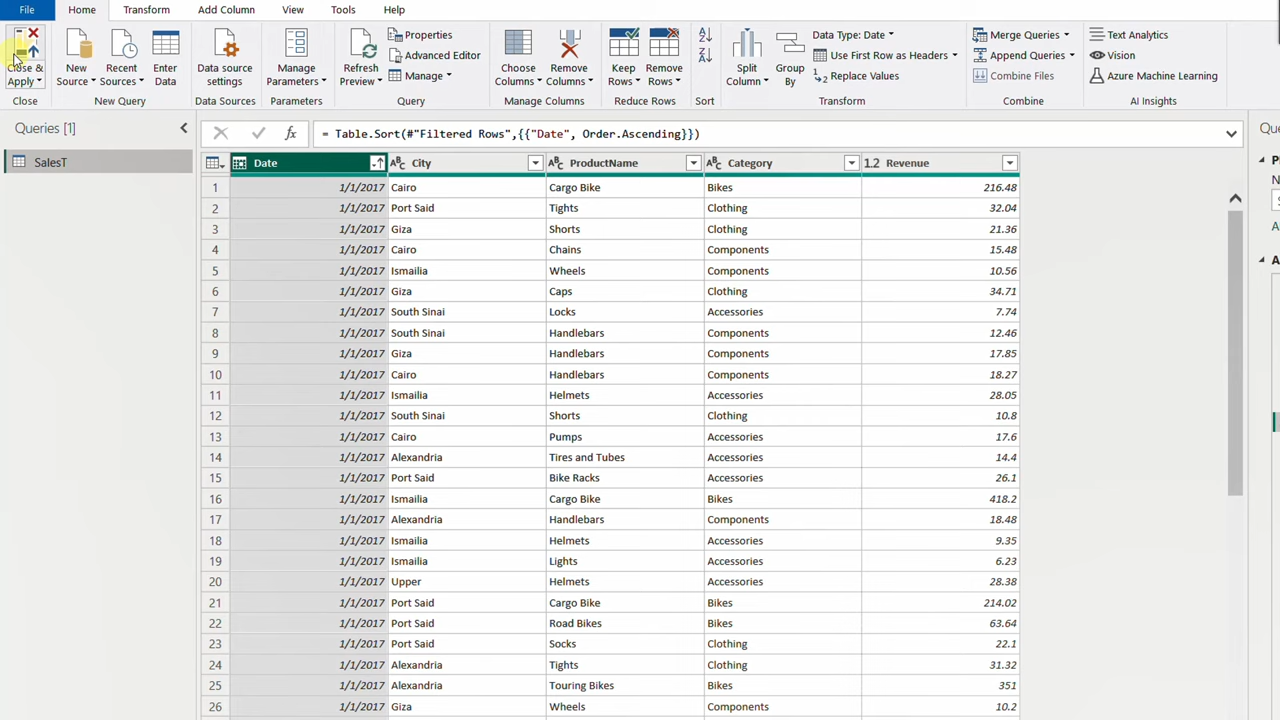 File Home Transform Add Column View Tools Help
Close & Apply
New Source
Recent Sources
Enter Data
Data source settings
Manage Parameters
Refresh Preview
Properties
Advanced Editor
Manage
Choose Columns
Remove Columns
Keep Rows
Remove Rows
Split Column
Group By
Data Type: Date
Use First Row as Headers
Replace Values
Merge Queries
Append Queries
Combine Files
Text Analytics
Vision
Azure Machine Learning
Close New Query Data Sources Parameters Query Manage Columns Reduce Rows Sort Transform Combine AI Insights
Queries [1]
= Table.Sort(#"Filtered Rows",{{"Date", Order.Ascending}})
SalesT
Date City ProductName Category 1.2 Revenue
1 1/1/2017 Cairo Cargo Bike Bikes 216.48
2 1/1/2017 Port Said Tights Clothing 32.04
3 1/1/2017 Giza Shorts Clothing 21.36
4 1/1/2017 Cairo Chains Components 15.48
5 1/1/2017 Ismailia Wheels Components 10.56
6 1/1/2017 Giza Caps Clothing 34.71
7 1/1/2017 South Sinai Locks Accessories 7.74
8 1/1/2017 South Sinai Handlebars Components 12.46
9 1/1/2017 Giza Handlebars Components 17.85
10 1/1/2017 Cairo Handlebars Components 18.27
11 1/1/2017 Ismailia Helmets Accessories 28.05
12 1/1/2017 South Sinai Shorts Clothing 10.8
13 1/1/2017 Cairo Pumps Accessories 17.6
14 1/1/2017 Alexandria Tires and Tubes Accessories 14.4
15 1/1/2017 Port Said Bike Racks Accessories 26.1
16 1/1/2017 Ismailia Cargo Bike Bikes 418.2
17 1/1/2017 Alexandria Handlebars Components 18.48
18 1/1/2017 Ismailia Helmets Accessories 9.35
19 1/1/2017 Ismailia Lights Accessories 6.23
20 1/1/2017 Upper Helmets Accessories 28.38
21 1/1/2017 Port Said Cargo Bike Bikes 214.02
22 1/1/2017 Port Said Road Bikes Bikes 63.64
23 1/1/2017 Port Said Socks Clothing 22.1
24 1/1/2017 Alexandria Tights Clothing 31.32
25 1/1/2017 Alexandria Touring Bikes Bikes 351
26 1/1/2017 Giza Wheels Components 10.2